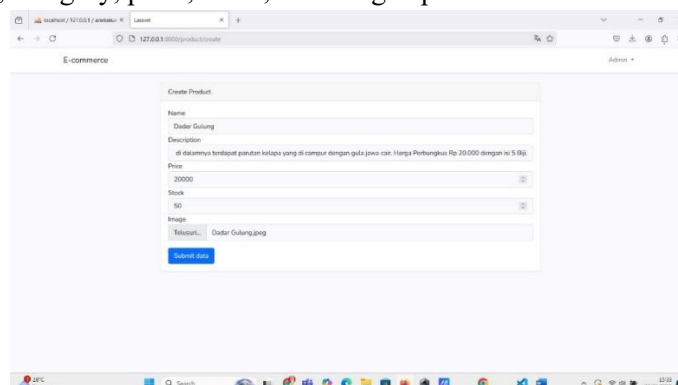 localhost / 127.0.0.1 /
Laravel
127.0.0.1:8000/product/create
E-commerce
Admin
Create Product
Name
Dadar Gulung
Description
di dalamnya terdapat parutan kelapa yang di campur dengan gula jawa cair. Harga Perbungkus Rp 20.000 dengan isi 5 Biji.
Price
20000
Stock
50
Image
Telusuri... Dadar Gulung.jpeg
Submit data
Search